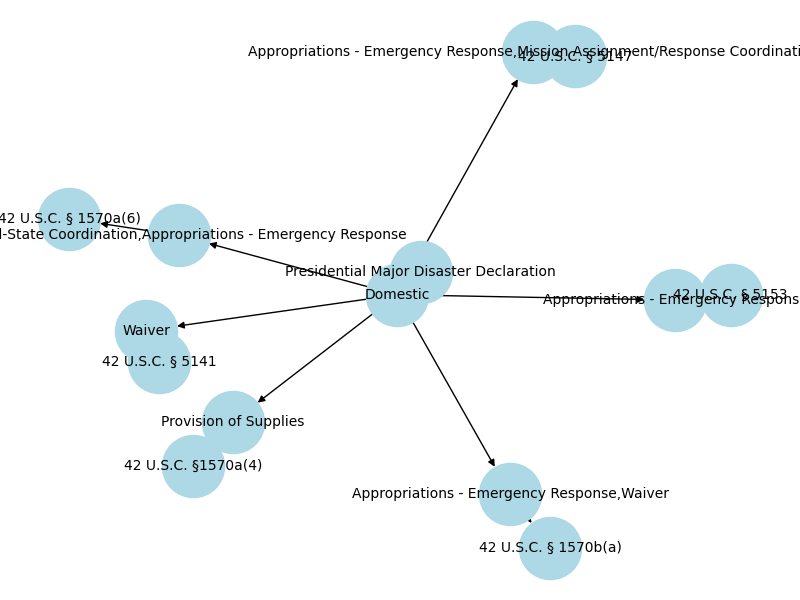 Appropriations - Emergency Response,Mission Assignment/Response Coordinati
42 U.S.C. § 5147
42 U.S.C. § 1570a(6)
l-State Coordination,Appropriations - Emergency Response
Presidential Major Disaster Declaration
Domestic
42 U.S.C. § 5153
Appropriations - Emergency Respons
Waiver
42 U.S.C. § 5141
Provision of Supplies
42 U.S.C. §1570a(4)
Appropriations - Emergency Response,Waiver
42 U.S.C. § 1570b(a)